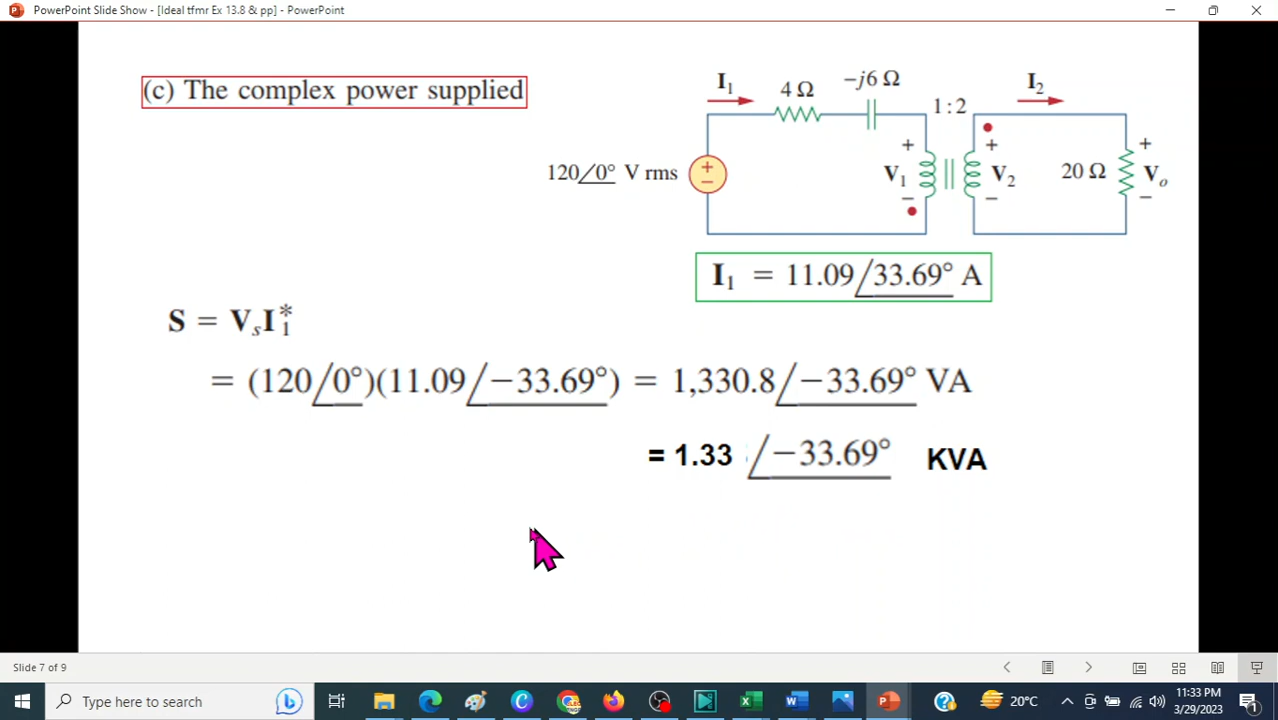 PowerPoint Slide Show - [Ideal tfmr Ex 13.8 & pp] - PowerPoint
(c) The complex power supplied
I₁
4 Ω
−j6 Ω
1 : 2
I₂
120∠0° V rms
+
−
+
V₁
−
+
V₂
−
20 Ω
+
Vₒ
−
I₁ = 11.09∠33.69° A
S = VₛI₁*
= (120∠0°)(11.09∠−33.69°) = 1,330.8∠−33.69° VA
= 1.33 ∠−33.69° KVA
Slide 7 of 9
Type here to search
20°C
11:33 PM
3/29/2023
1